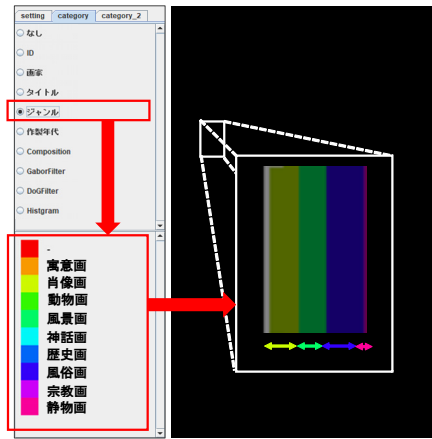 setting category category_2
なし
ID
画家
タイトル
ジャンル
作製年代
Composition
GaborFilter
DoGFilter
Histgram
-
寓意画
肖像画
動物画
風景画
神話画
歴史画
風俗画
宗教画
静物画